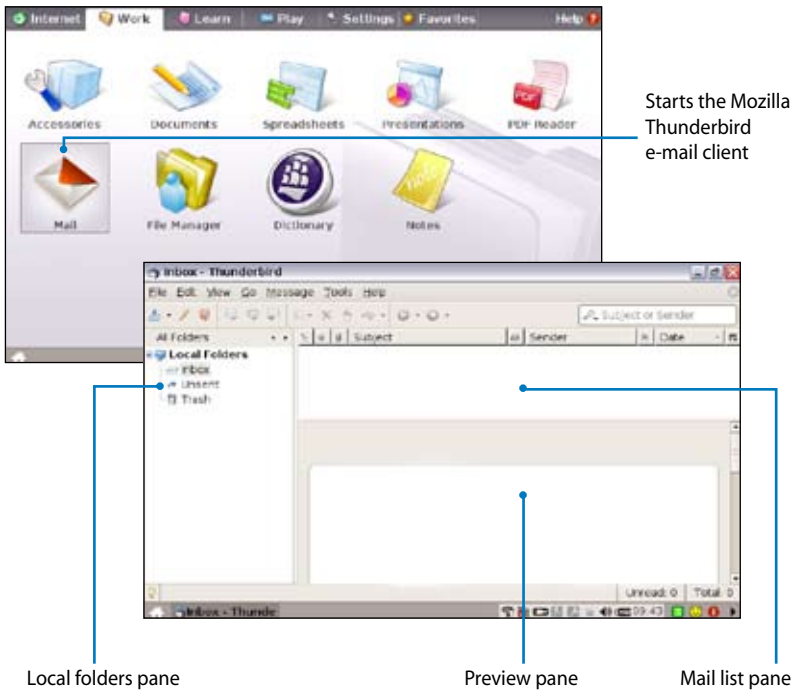 Internet Work Learn Play Settings Favorites Help
Starts the Mozilla
Thunderbird
e-mail client
Accessories Documents Spreadsheets Presentations PDF Reader
PDF
note
Mail File Manager Dictionary Notes
Inbox - Thunderbird
File Edit View Go Message Tools Help
Subject or Sender
All Folders Subject Sender Date
Local Folders
Inbox
Unsent
Trash
Unread: 0 Total: 0
Inbox - Thunde 09:43
Local folders pane Preview pane Mail list pane